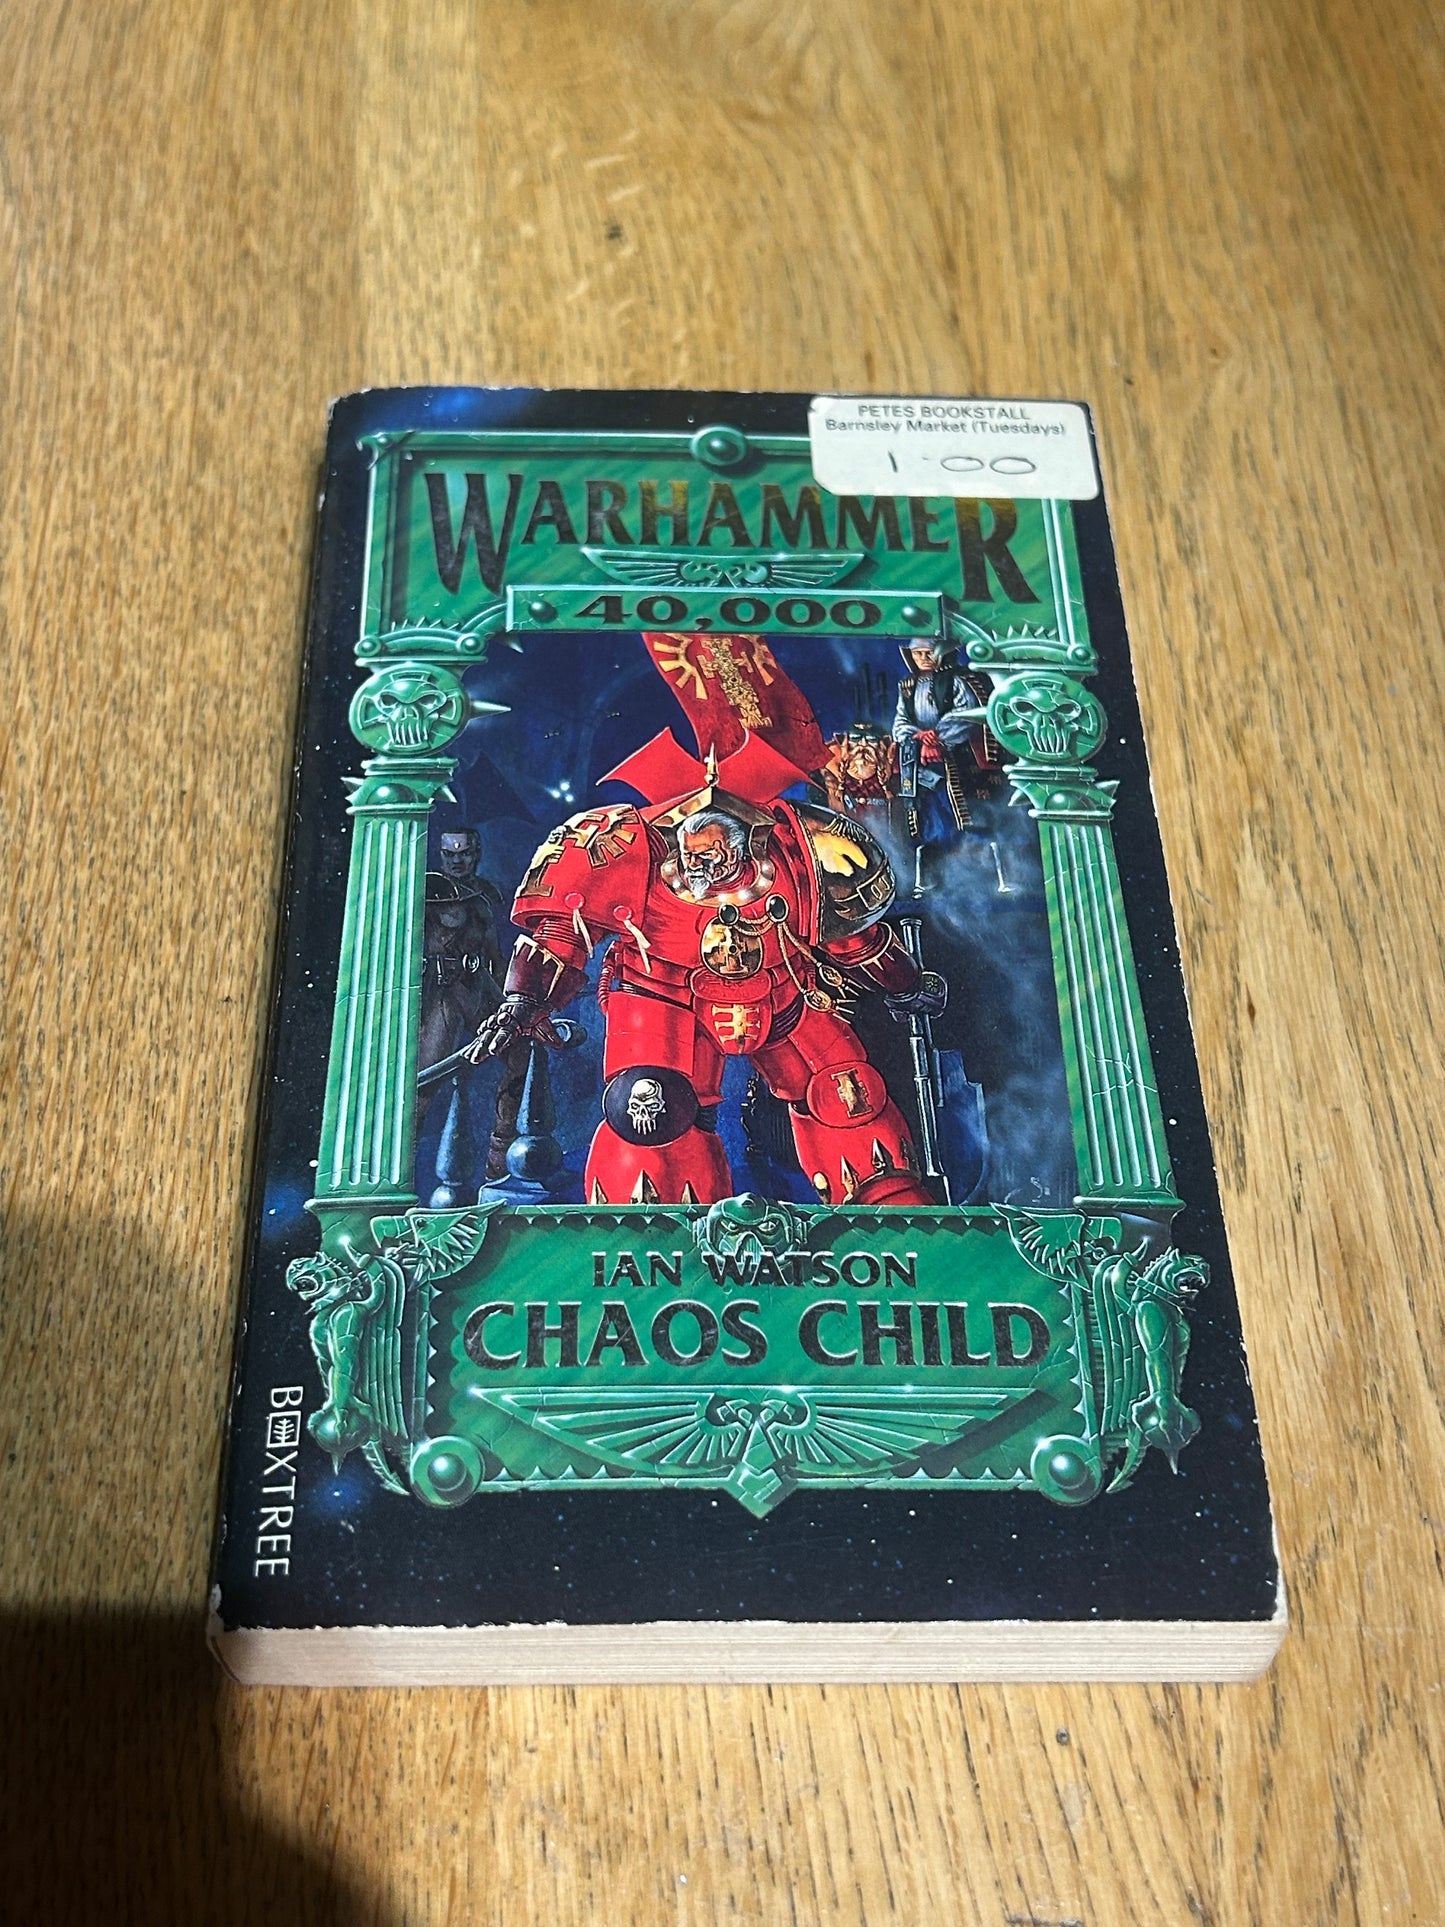 PETES BOOKSTALL
Barnsley Market (Tuesdays)
1.00
WARHAMMER
40,000
I
IAN WATSON
CHAOS CHILD
BOXTREE